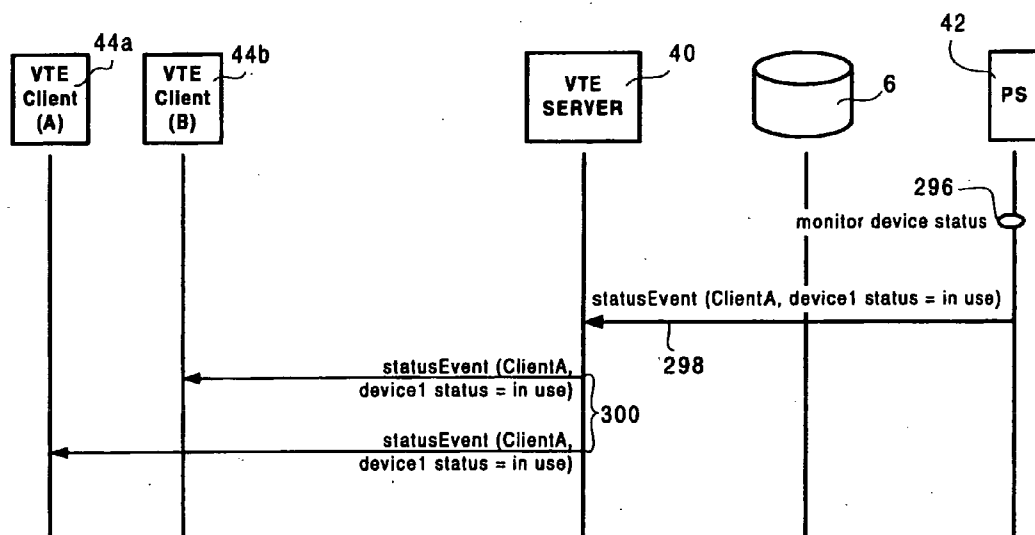 44a
VTE
Client
(A)
44b
VTE
Client
(B)
40
VTE
SERVER
6
42
PS
296
monitor device status
statusEvent (ClientA, device1 status = in use)
298
statusEvent (ClientA,
device1 status = in use)
300
statusEvent (ClientA,
device1 status = in use)